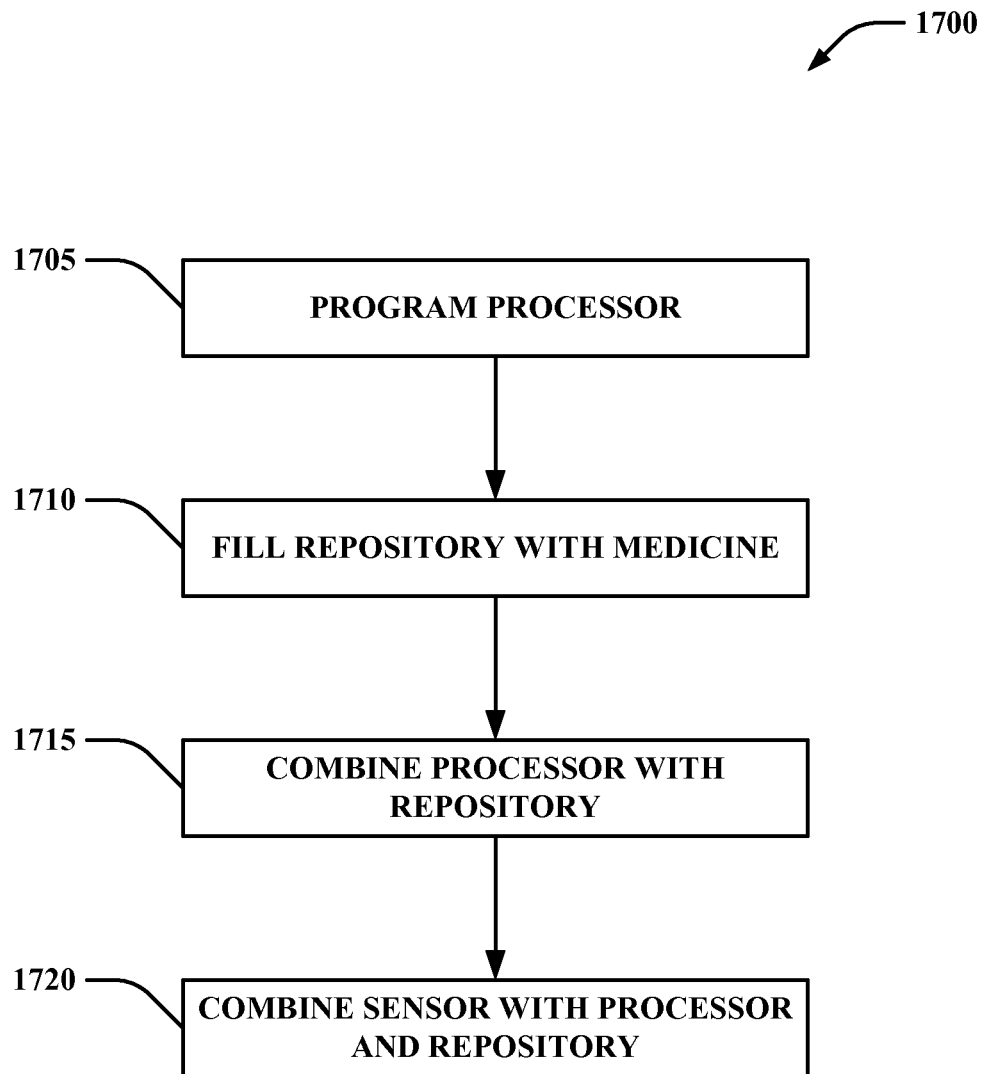 1700
1705
PROGRAM PROCESSOR
1710
FILL REPOSITORY WITH MEDICINE
1715
COMBINE PROCESSOR WITH
REPOSITORY
1720
COMBINE SENSOR WITH PROCESSOR
AND REPOSITORY